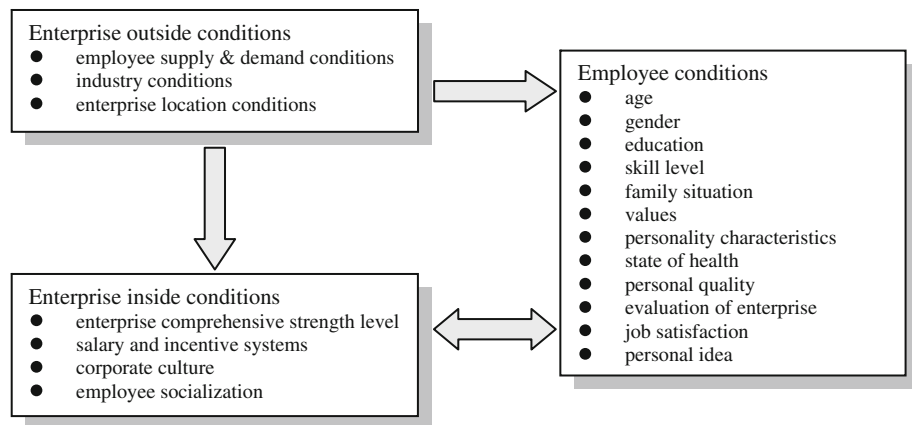 Enterprise outside conditions
● employee supply & demand conditions
● industry conditions
● enterprise location conditions
Employee conditions
● age
● gender
● education
● skill level
● family situation
● values
● personality characteristics
● state of health
● personal quality
● evaluation of enterprise
● job satisfaction
● personal idea
Enterprise inside conditions
● enterprise comprehensive strength level
● salary and incentive systems
● corporate culture
● employee socialization